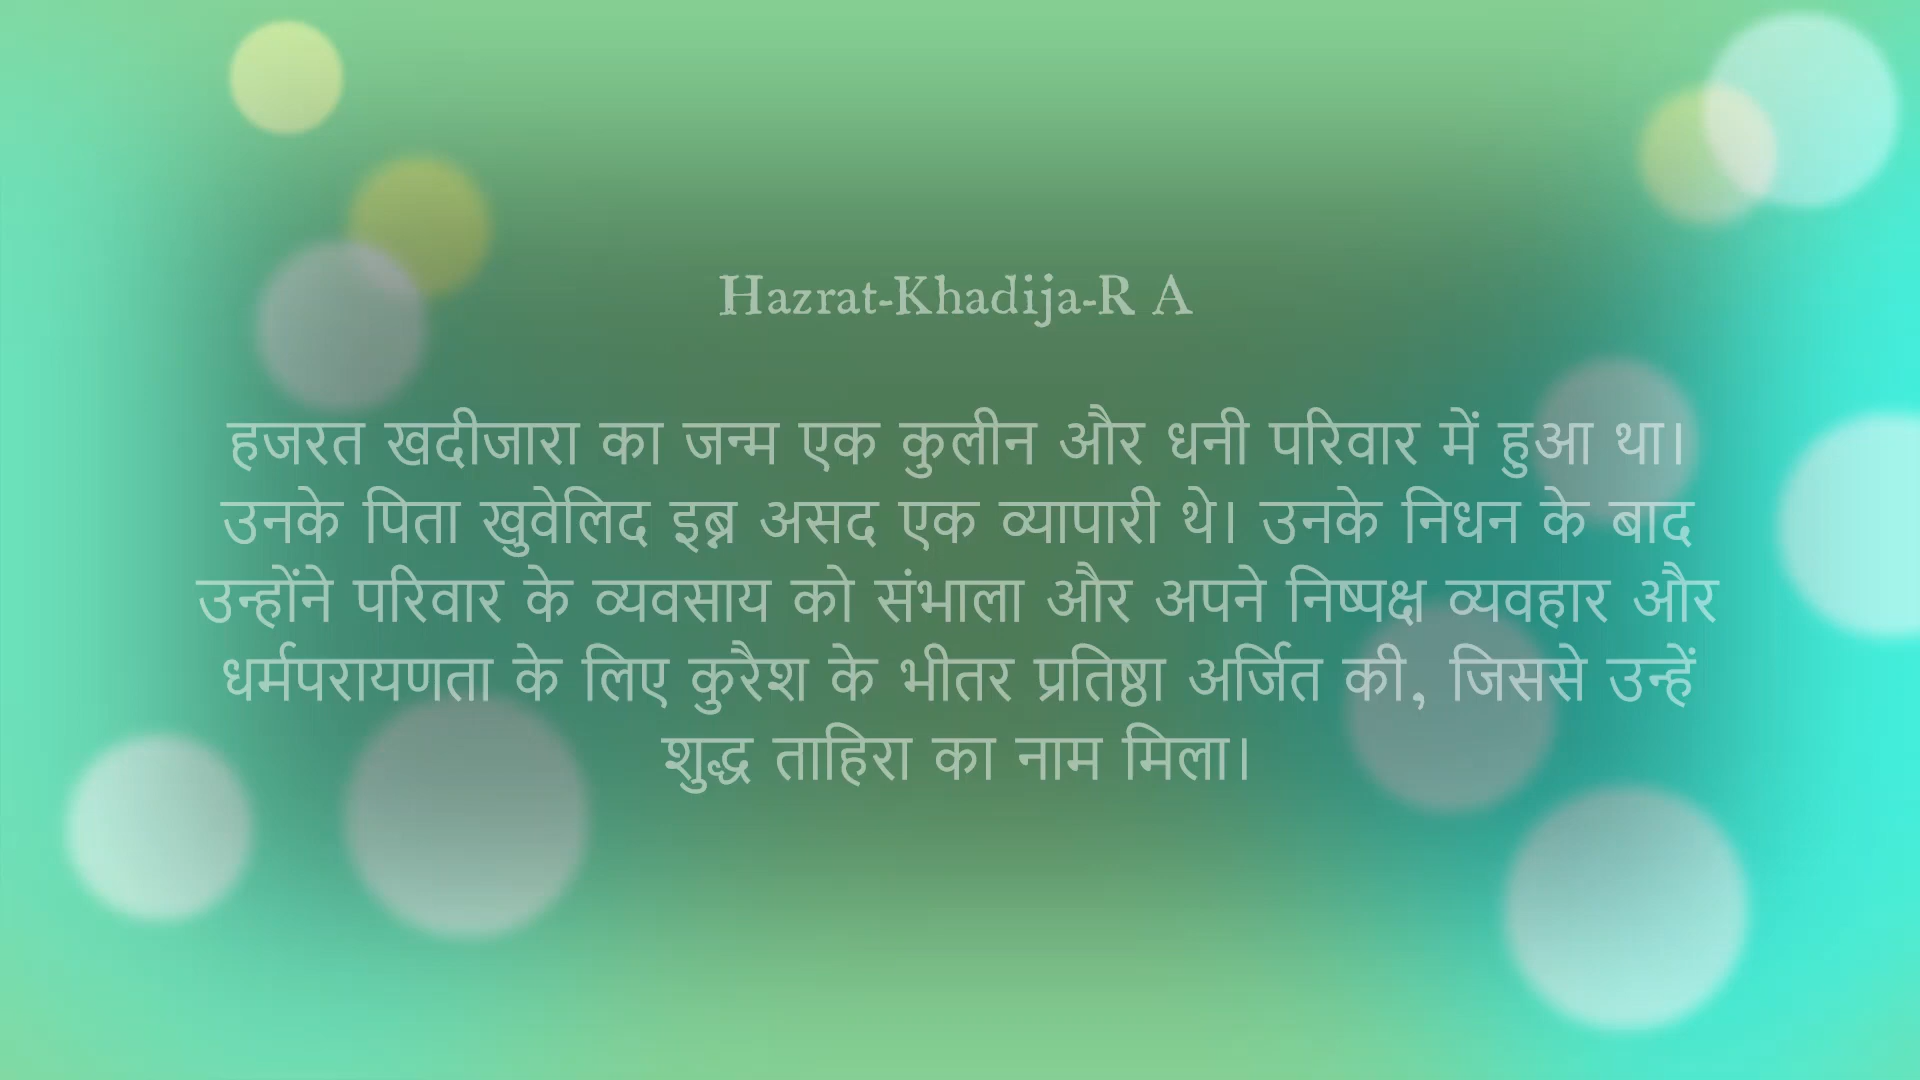 Hazrat-Khadija-R A
हजरत खदीजारा का जन्म एक कुलीन और धनी परिवार में हुआ था।
उनके पिता खुवेलिद इब्न असद एक व्यापारी थे। उनके निधन के बाद
उन्होंने परिवार के व्यवसाय को संभाला और अपने निष्पक्ष व्यवहार और
धर्मपरायणता के लिए कुरैश के भीतर प्रतिष्ठा अर्जित की, जिससे उन्हें
शुद्ध ताहिरा का नाम मिला।